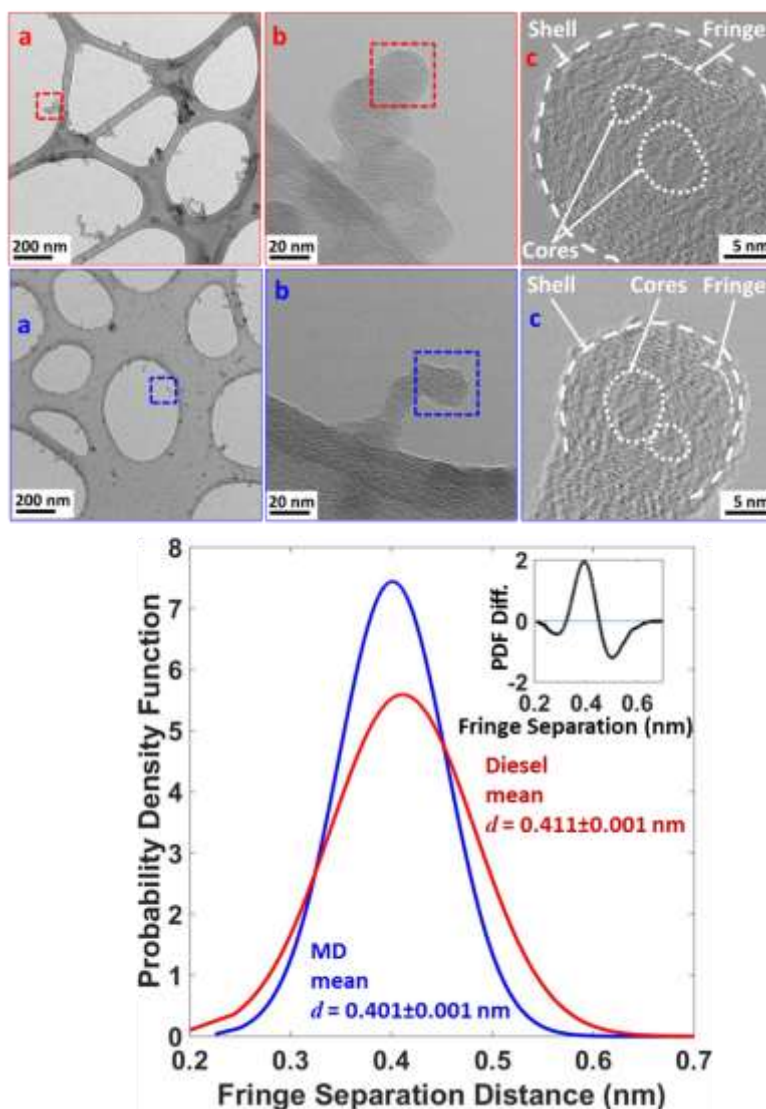 a
200 nm
b
20 nm
c
Shell
Fringe
Cores
5 nm
a
200 nm
b
20 nm
c
Shell
Cores
Fringe
5 nm
Probability Density Function
8
7
6
5
4
3
2
1
0
0.2 0.3 0.4 0.5 0.6 0.7
Fringe Separation Distance (nm)
PDF Diff.
2
0
-2
0.2 0.4 0.6
Fringe Separation (nm)
Diesel
mean
d = 0.411±0.001 nm
MD
mean
d = 0.401±0.001 nm